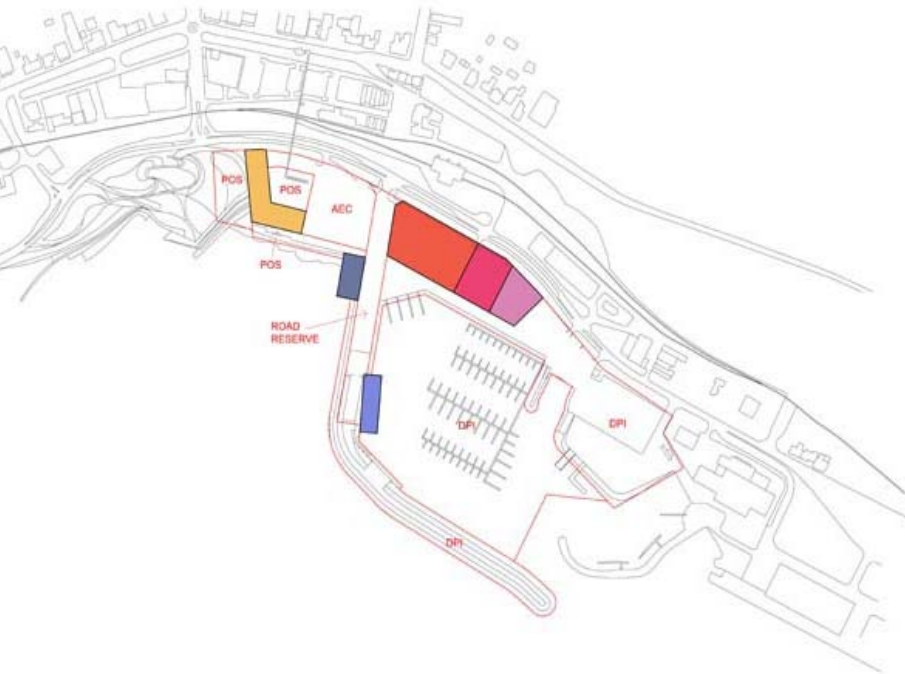 POS
POS
AEC
POS
ROAD
RESERVE
DPI
DPI
DPI